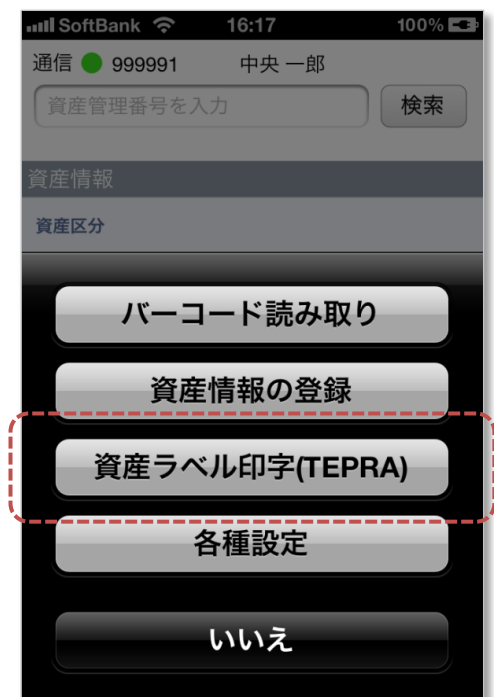 SoftBank 16:17 100%
通信 999991 中央 一郎
資産管理番号を入力 検索
資産情報
資産区分
バーコード読み取り
資産情報の登録
資産ラベル印字(TEPRA)
各種設定
いいえ